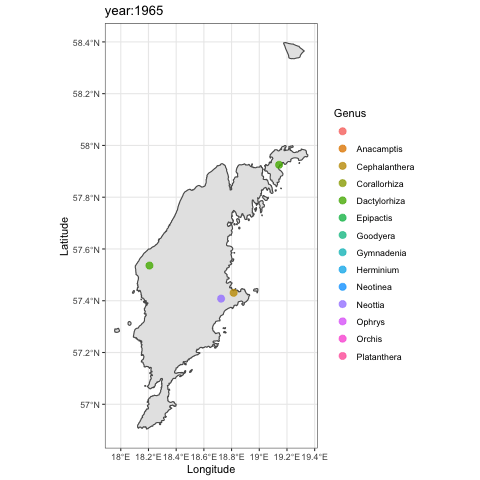 year:1965
58.4°N
58.2°N
58°N
57.8°N
57.6°N
57.4°N
57.2°N
57°N
Latitude
18°E 18.2°E 18.4°E 18.6°E 18.8°E 19°E 19.2°E 19.4°E
Longitude
Genus
Anacamptis
Cephalanthera
Corallorhiza
Dactylorhiza
Epipactis
Goodyera
Gymnadenia
Herminium
Neotinea
Neottia
Ophrys
Orchis
Platanthera